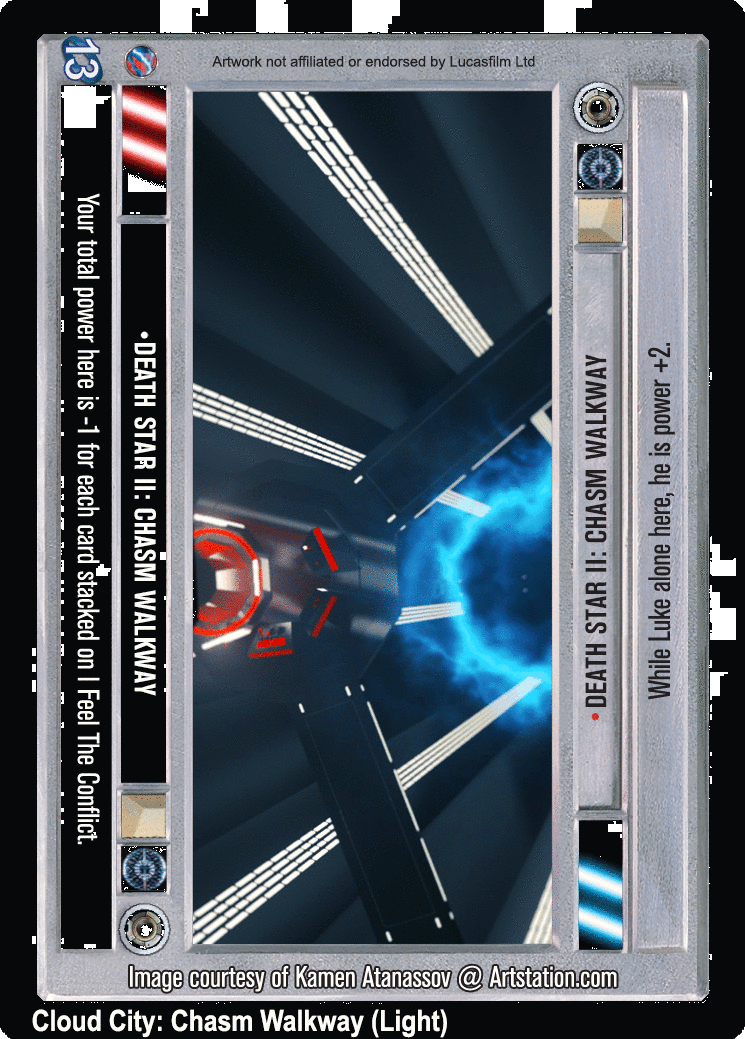 13
Artwork not affiliated or endorsed by Lucasfilm Ltd
Your total power here is -1 for each card stacked on I Feel The Conflict.
•DEATH STAR II: CHASM WALKWAY
•DEATH STAR II: CHASM WALKWAY
While Luke alone here, he is power +2.
Image courtesy of Kamen Atanassov @ Artstation.com
Cloud City: Chasm Walkway (Light)